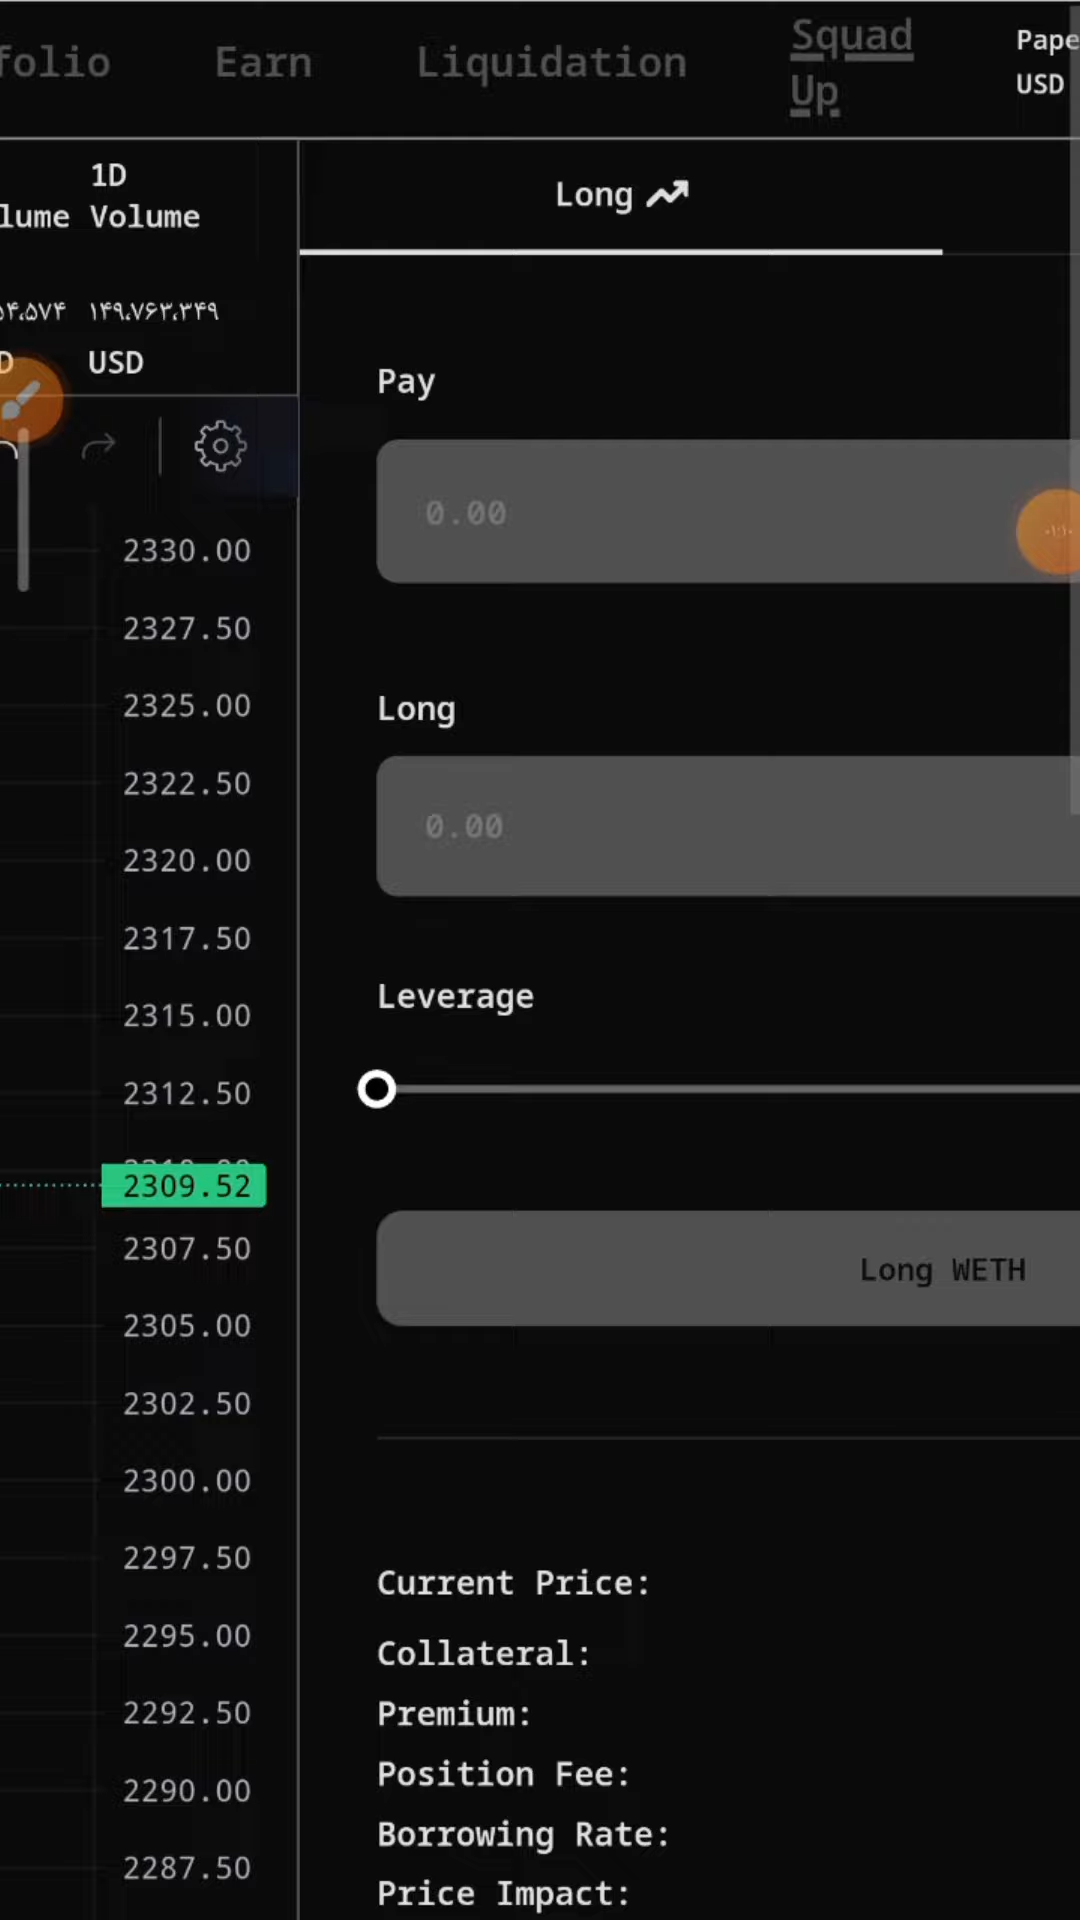 folio Earn Liquidation Squad Up Pape USD
1D
lume Volume
۵۴،۵۷۴ ۱۴۹،۷۶۳،۳۴۹
D USD
Long
Pay
0.00
Long
0.00
Leverage
Long WETH
Current Price:
Collateral:
Premium:
Position Fee:
Borrowing Rate:
Price Impact:
2330.00
2327.50
2325.00
2322.50
2320.00
2317.50
2315.00
2312.50
2309.52
2307.50
2305.00
2302.50
2300.00
2297.50
2295.00
2292.50
2290.00
2287.50